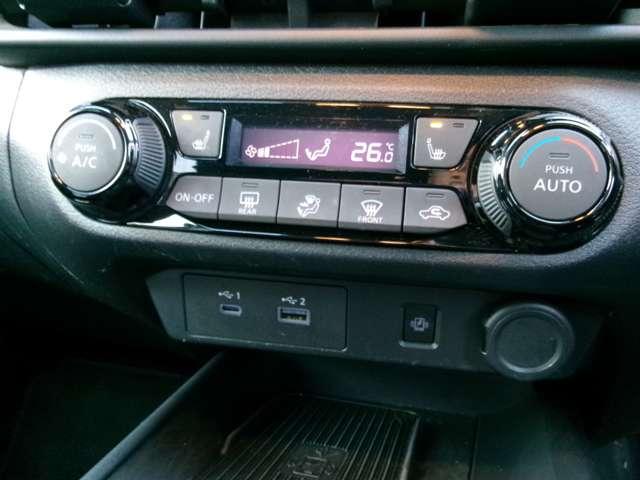 PUSH
A/C
26.0
°C
PUSH
AUTO
ON-OFF
REAR
FRONT
1
2